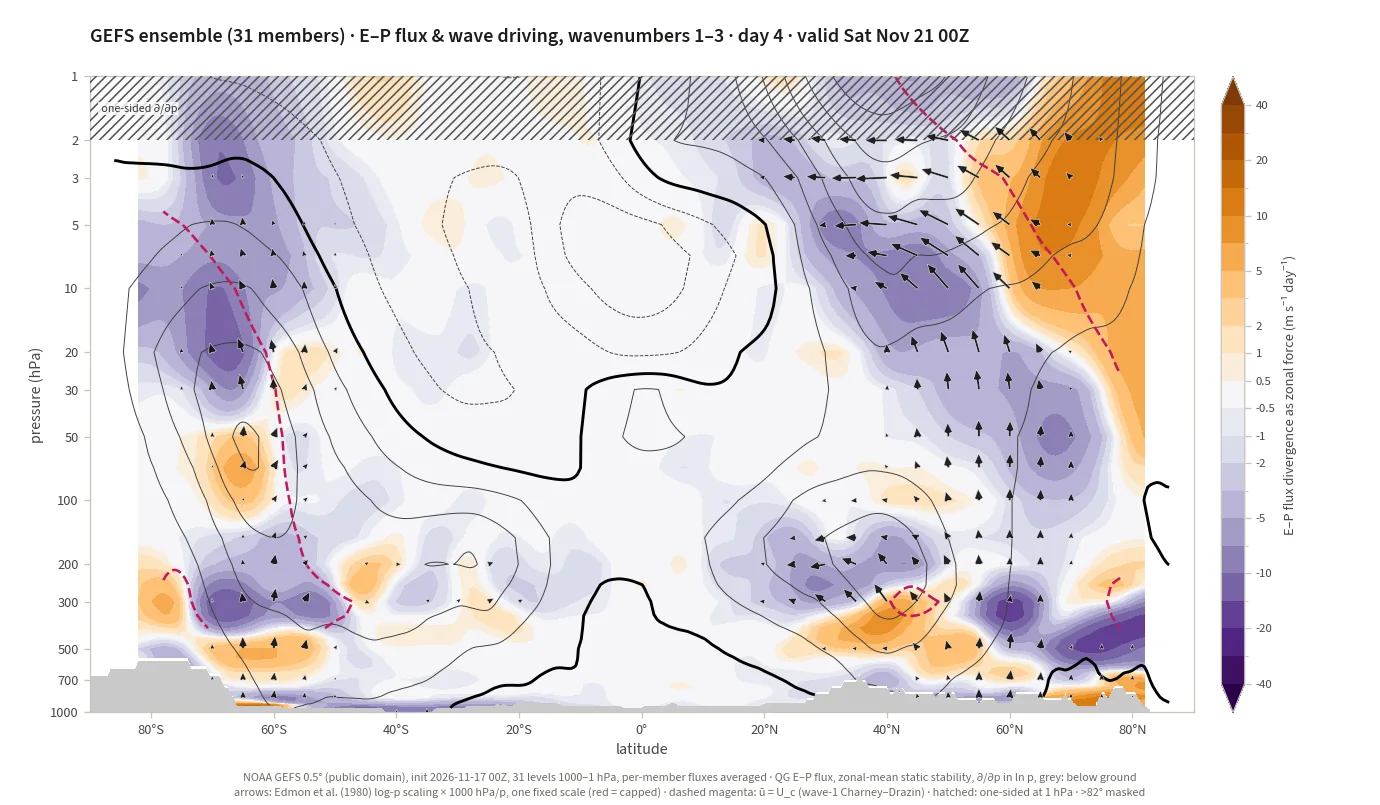 GEFS ensemble (31 members) · E–P flux & wave driving, wavenumbers 1–3 · day 4 · valid Sat Nov 21 00Z
one-sided ∂/∂p
1
2
3
5
10
20
30
50
100
200
300
500
700
1000
pressure (hPa)
80°S
60°S
40°S
20°S
0°
20°N
40°N
60°N
80°N
latitude
40
20
10
5
2
1
0.5
-0.5
-1
-2
-5
-10
-20
-40
E–P flux divergence as zonal force (m s⁻¹ day⁻¹)
NOAA GEFS 0.5° (public domain), init 2026-11-17 00Z, 31 levels 1000–1 hPa, per-member fluxes averaged · QG E–P flux, zonal-mean static stability, ∂/∂p in ln p, grey: below ground
arrows: Edmon et al. (1980) log-p scaling × 1000 hPa/p, one fixed scale (red = capped) · dashed magenta: ū = U_c (wave-1 Charney–Drazin) · hatched: one-sided at 1 hPa · >82° masked